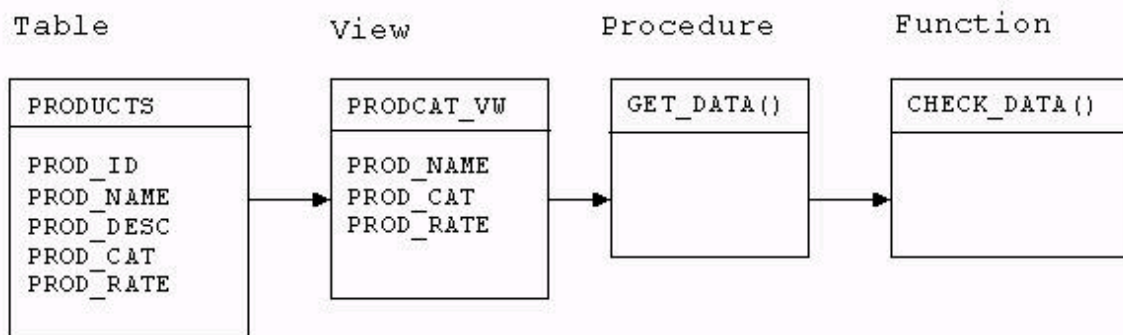 Table
View
Procedure
Function
PRODUCTS
PROD_ID
PROD_NAME
PROD_DESC
PROD_CAT
PROD_RATE
PRODCAT_VW
PROD_NAME
PROD_CAT
PROD_RATE
GET_DATA()
CHECK_DATA()